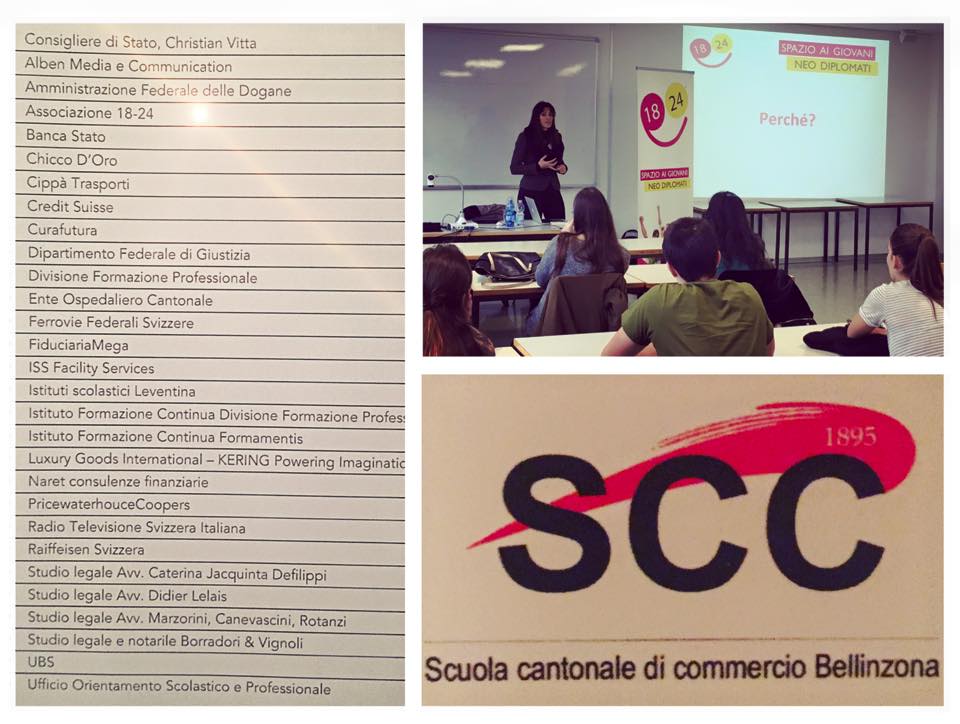 Consigliere di Stato, Christian Vitta
Alben Media e Communication
Amministrazione Federale delle Dogane
Associazione 18-24
Banca Stato
Chicco D'Oro
Cippà Trasporti
Credit Suisse
Curafutura
Dipartimento Federale di Giustizia
Divisione Formazione Professionale
Ente Ospedaliero Cantonale
Ferrovie Federali Svizzere
FiduciariaMega
ISS Facility Services
Istituti scolastici Leventina
Istituto Formazione Continua Divisione Formazione Profes
Istituto Formazione Continua Formamentis
Luxury Goods International – KERING Powering Imaginatio
Naret consulenze finanziarie
PricewaterhouceCoopers
Radio Televisione Svizzera Italiana
Raiffeisen Svizzera
Studio legale Avv. Caterina Jacquinta Defilippi
Studio legale Avv. Didier Lelais
Studio legale Avv. Marzorini, Canevascini, Rotanzi
Studio legale e notarile Borradori & Vignoli
UBS
Ufficio Orientamento Scolastico e Professionale
18 24
SPAZIO AI GIOVANI
NEO DIPLOMATI
Perché?
18 24
SPAZIO AI GIOVANI
NEO DIPLOMATI
1895
SCC
Scuola cantonale di commercio Bellinzona